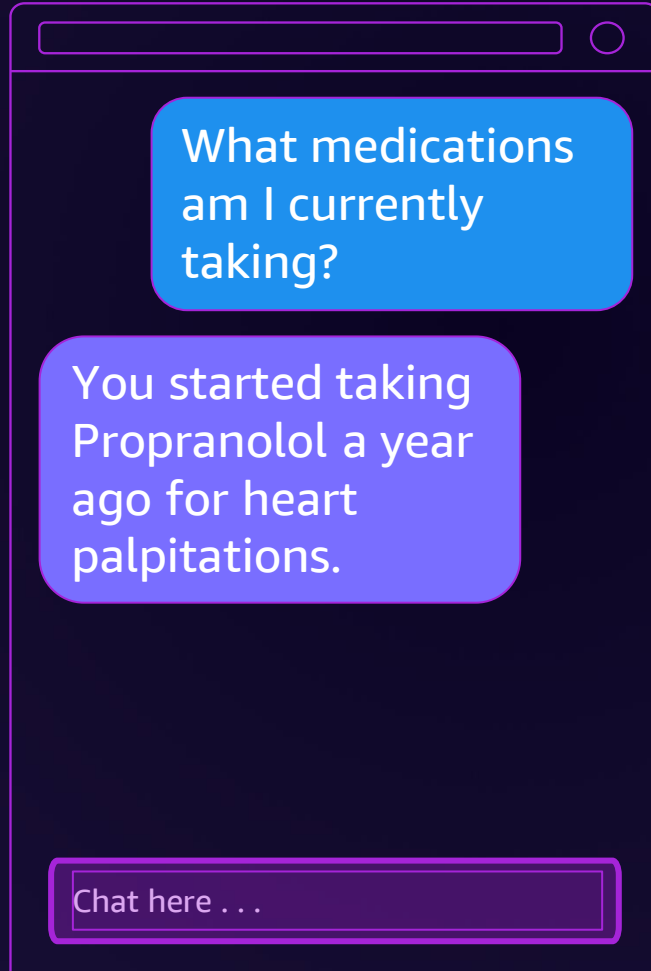 What medications
am I currently
taking?
You started taking
Propranolol a year
ago for heart
palpitations.
Chat here . . .